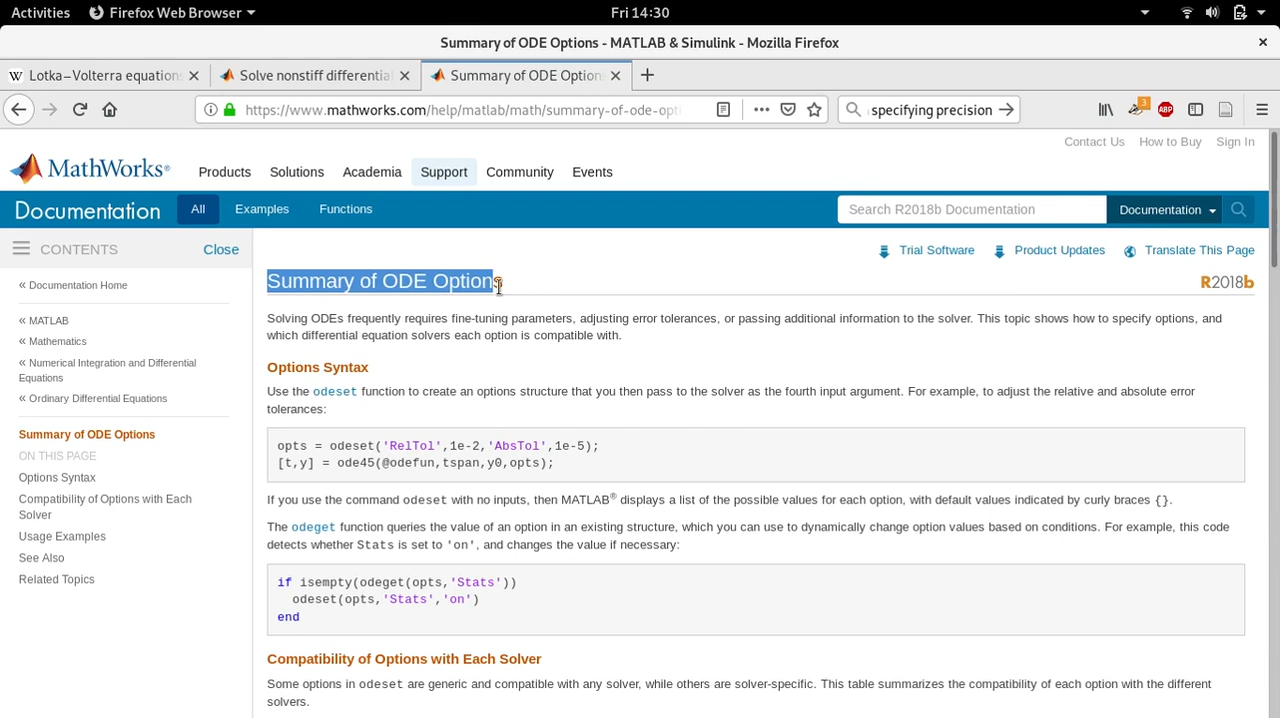 Activities Firefox Web Browser Fri 14:30
Summary of ODE Options - MATLAB & Simulink - Mozilla Firefox
Lotka–Volterra equations Solve nonstiff differential Summary of ODE Options
https://www.mathworks.com/help/matlab/math/summary-of-ode-opti specifying precision 3 ABP
Contact Us How to Buy Sign In
MathWorks® Products Solutions Academia Support Community Events
Documentation All Examples Functions Search R2018b Documentation Documentation
CONTENTS Close
Trial Software Product Updates Translate This Page
« Documentation Home
« MATLAB
« Mathematics
« Numerical Integration and Differential
Equations
« Ordinary Differential Equations
Summary of ODE Options
ON THIS PAGE
Options Syntax
Compatibility of Options with Each
Solver
Usage Examples
See Also
Related Topics
Summary of ODE Options R2018b
Solving ODEs frequently requires fine-tuning parameters, adjusting error tolerances, or passing additional information to the solver. This topic shows how to specify options, and
which differential equation solvers each option is compatible with.
Options Syntax
Use the odeset function to create an options structure that you then pass to the solver as the fourth input argument. For example, to adjust the relative and absolute error
tolerances:
opts = odeset('RelTol',1e-2,'AbsTol',1e-5);
[t,y] = ode45(@odefun,tspan,y0,opts);
If you use the command odeset with no inputs, then MATLAB® displays a list of the possible values for each option, with default values indicated by curly braces {}.
The odeget function queries the value of an option in an existing structure, which you can use to dynamically change option values based on conditions. For example, this code
detects whether Stats is set to 'on', and changes the value if necessary:
if isempty(odeget(opts,'Stats'))
odeset(opts,'Stats','on')
end
Compatibility of Options with Each Solver
Some options in odeset are generic and compatible with any solver, while others are solver-specific. This table summarizes the compatibility of each option with the different
solvers.